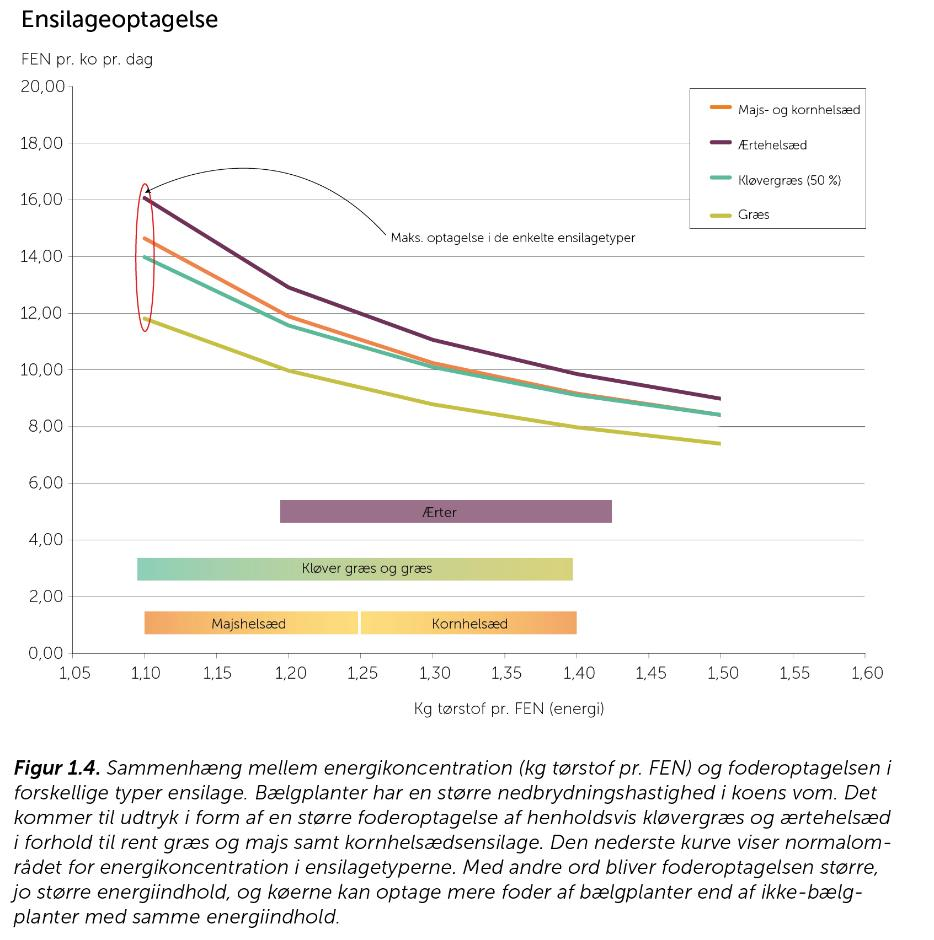 Ensilageoptagelse
FEN pr. ko pr. dag
20,00
18,00
16,00
14,00
12,00
10,00
8,00
6,00
4,00
2,00
0,00
Majs- og kornhelsæd
Ærtehelsæd
Kløvergræs (50 %)
Græs
Maks. optagelse i de enkelte ensilagetyper
Ærter
Kløver græs og græs
Majshelsæd Kornhelsæd
1,05 1,10 1,15 1,20 1,25 1,30 1,35 1,40 1,45 1,50 1,55 1,60
Kg tørstof pr. FEN (energi)
Figur 1.4. Sammenhæng mellem energikoncentration (kg tørstof pr. FEN) og foderoptagelsen i
forskellige typer ensilage. Bælgplanter har en større nedbrydningshastighed i koens vom. Det
kommer til udtryk i form af en større foderoptagelse af henholdsvis kløvergræs og ærtehelsæd
i forhold til rent græs og majs samt kornhelsædsensilage. Den nederste kurve viser normalom-
rådet for energikoncentration i ensilagetyperne. Med andre ord bliver foderoptagelsen større,
jo større energiindhold, og køerne kan optage mere foder af bælgplanter end af ikke-bælg-
planter med samme energiindhold.